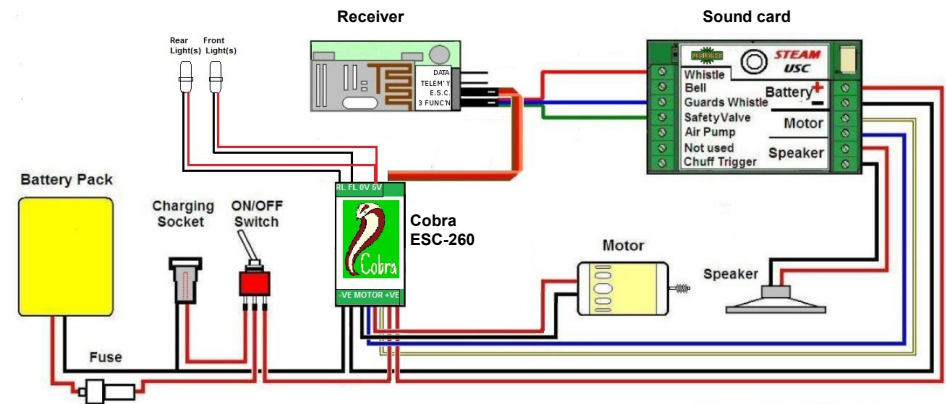 Receiver
Sound card
Rear
Light(s)
Front
Light(s)
DATA
TELEM'Y
E.S.C.
3 FUNC'N
STEAM
USC
Whistle
Bell
Guards Whistle
Safety Valve
Air Pump
Not used
Chuff Trigger
Battery +
-
Motor
Speaker
RL FL 0V 5V
Cobra
-VE MOTOR +VE
Cobra
ESC-260
Battery Pack
Charging
Socket
ON/OFF
Switch
Motor
Speaker
Fuse